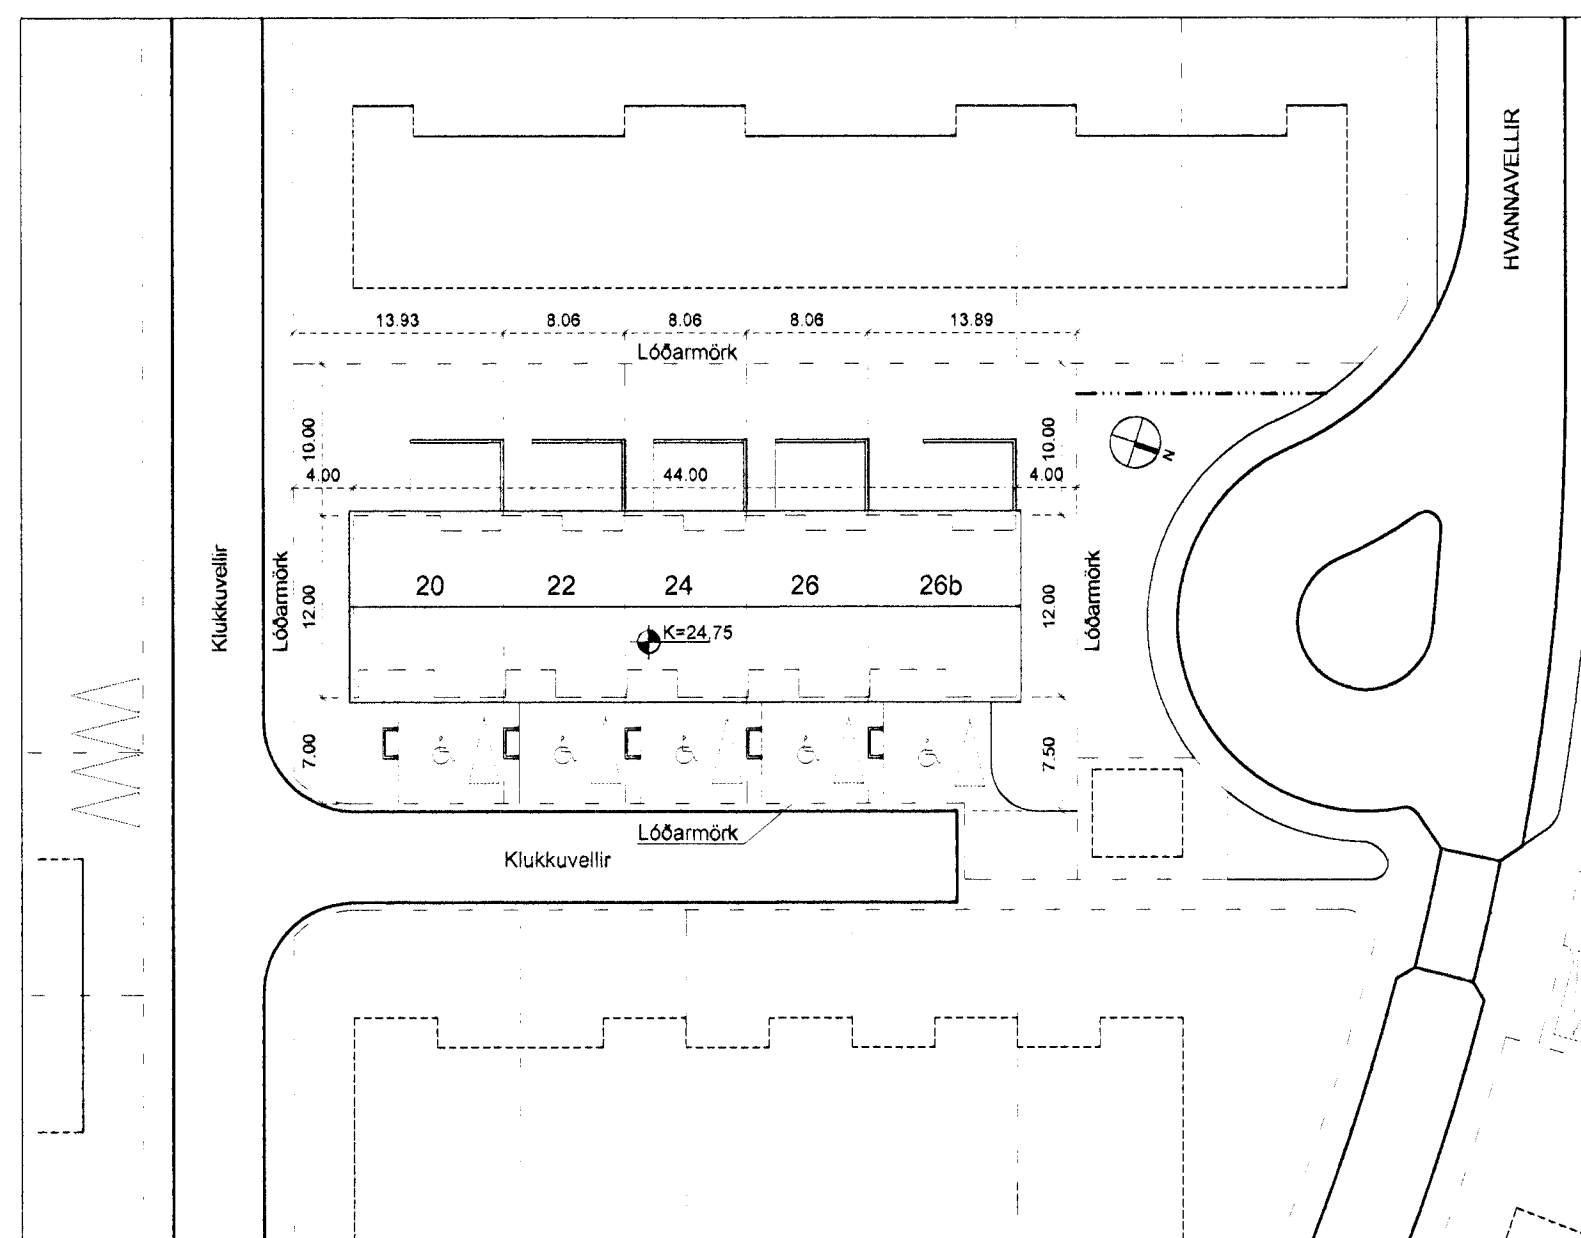 HVANNAVELLIR
13.93 8.06 8.06 8.06 13.89
Lóðarmörk
10.00 10.00
4.00 44.00 4.00
N
Klukkuvellir
Lóðarmörk
12.00
20 22 24 26 26b
12.00
Lóðarmörk
K=24.75
7.00 7.50
Lóðarmörk
Klukkuvellir